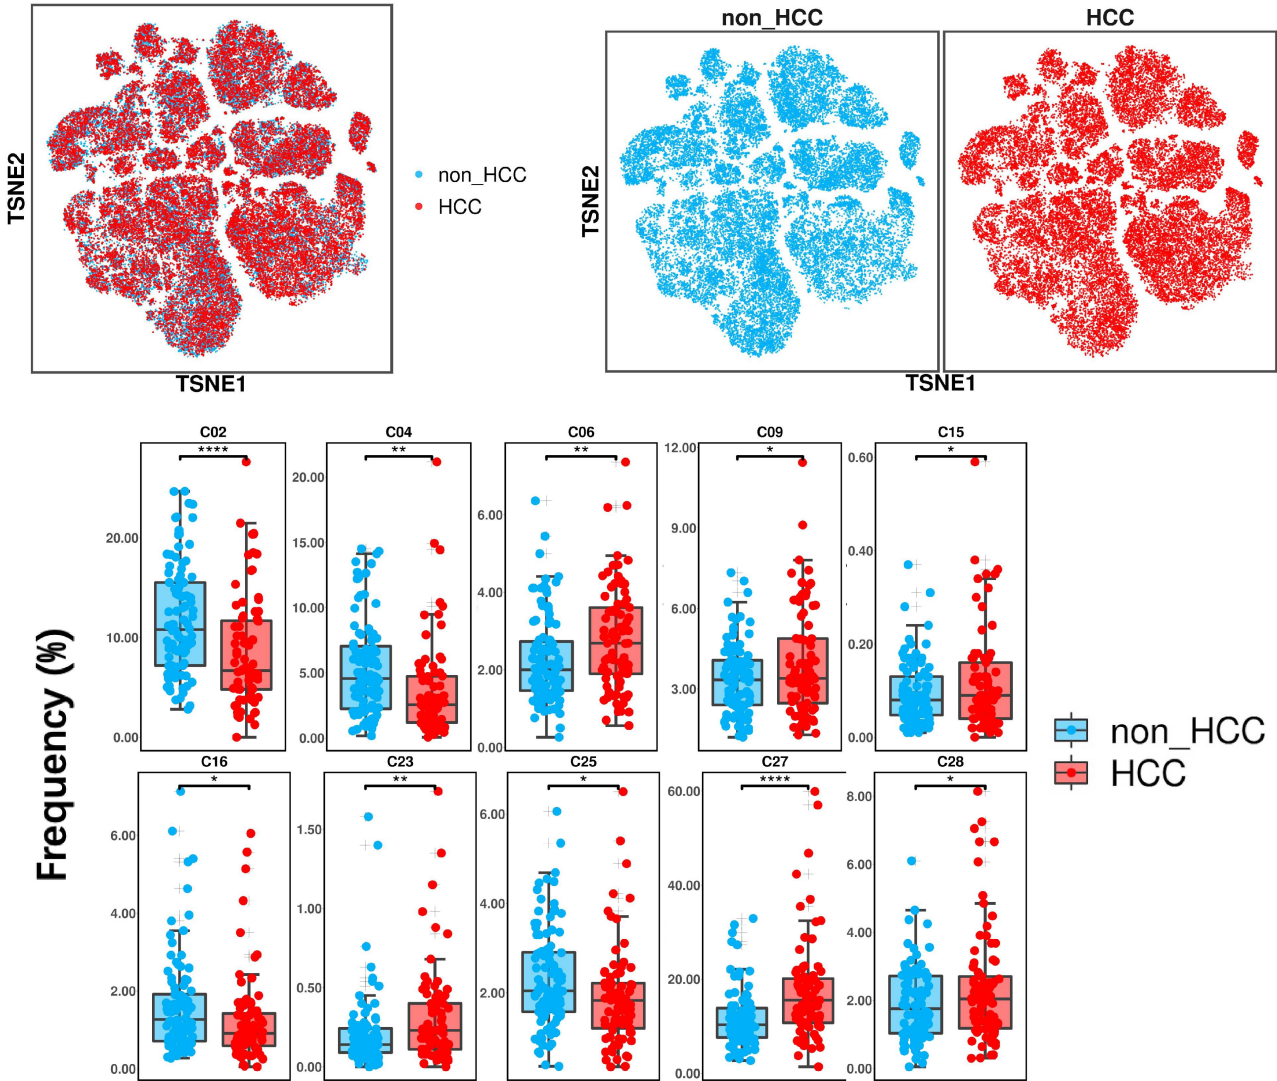 non_HCC
HCC
TSNE2
non_HCC
HCC
TSNE2
TSNE1
TSNE1
C02
C04
C06
C09
C15
****
**
**
*
*
20.00
10.00
0.00
20.00
15.00
10.00
5.00
0.00
6.00
4.00
2.00
0.00
12.00
9.00
6.00
3.00
0.60
0.40
0.20
0.00
Frequency (%)
non_HCC
HCC
C16
C23
C25
C27
C28
*
**
*
****
*
6.00
4.00
2.00
0.00
1.50
1.00
0.50
0.00
6.00
4.00
2.00
60.00
40.00
20.00
0.00
8.00
6.00
4.00
2.00
0.00